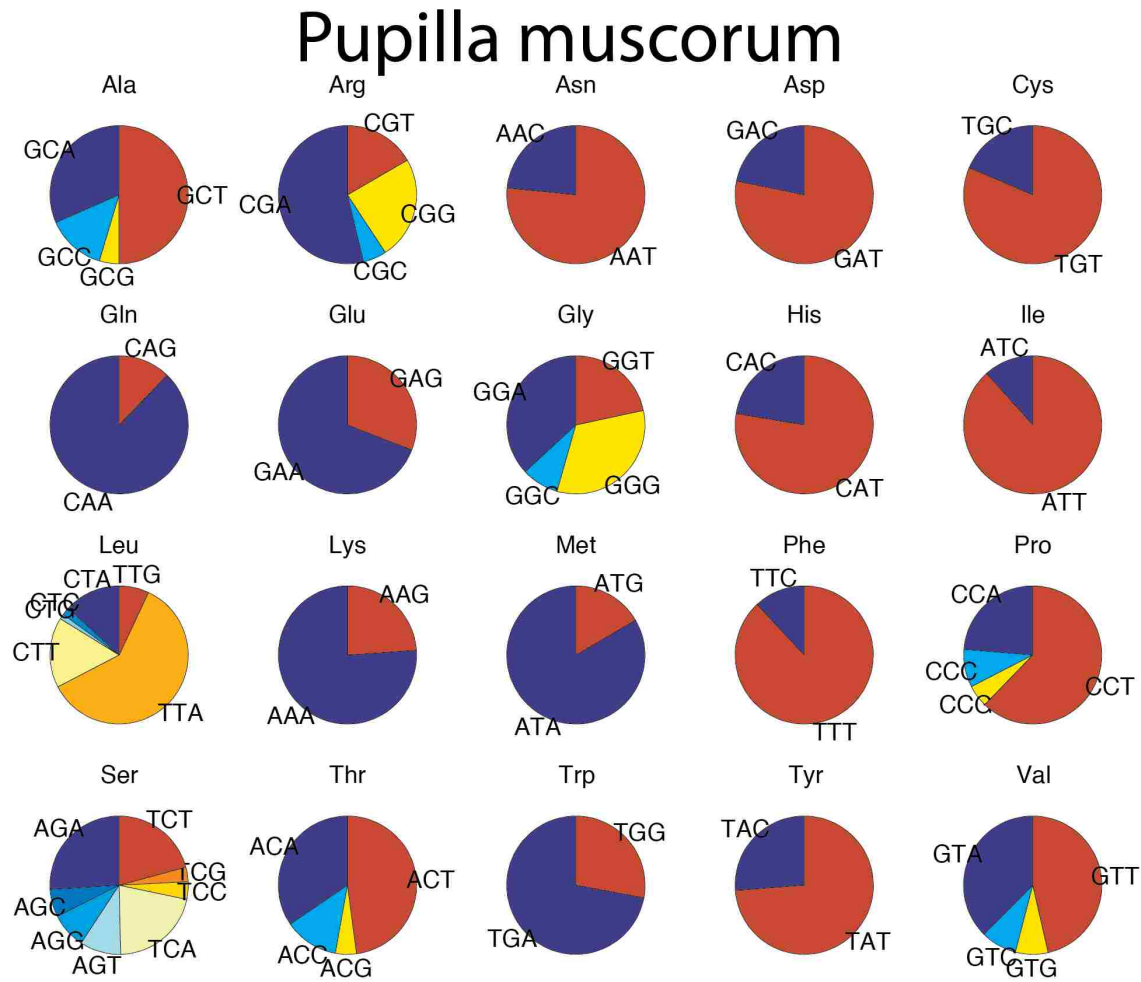 Pupilla muscorum
Ala
GCA
GCT
GCC
GCG
Arg
CGT
CGA
CGG
CGC
Asn
AAC
AAT
Asp
GAC
GAT
Cys
TGC
TGT
Gln
CAG
CAA
Glu
GAG
GAA
Gly
GGT
GGA
GGC
GGG
His
CAC
CAT
Ile
ATC
ATT
Leu
CTA
TTG
CTC
CTG
CTT
TTA
Lys
AAG
AAA
Met
ATG
ATA
Phe
TTC
TTT
Pro
CCA
CCC
CCT
CCG
Ser
AGA
TCT
TCG
TCC
AGC
AGG
TCA
AGT
Thr
ACA
ACT
ACC
ACG
Trp
TGG
TGA
Tyr
TAC
TAT
Val
GTA
GTT
GTC
GTG